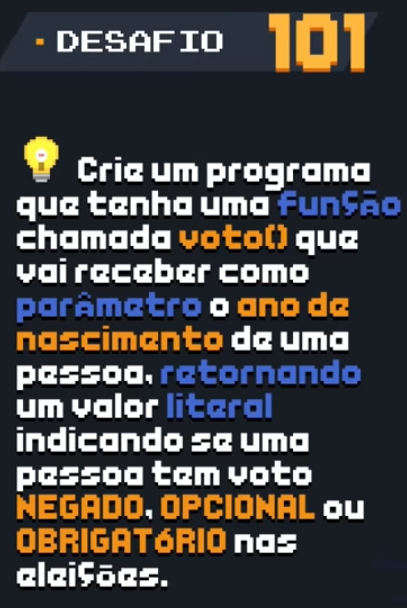 DESAFIO 101
Crie um programa
que tenha uma função
chamada voto() que
vai receber como
parâmetro o ano de
nascimento de uma
pessoa, retornando
um valor literal
indicando se uma
pessoa tem voto
NEGADO, OPCIONAL ou
OBRIGATóRIO nas
eleições.